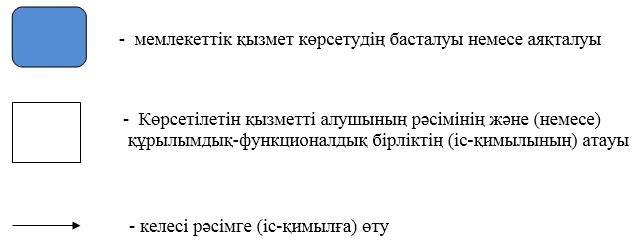 - мемлекеттік қызмет көрсетудің басталуы немесе аяқталуы
- Көрсетілетін қызметті алушының рәсімінің және (немесе)
құрылымдық-функционалдық бірліктің (іс-қимылының) атауы
- келесі рәсімге (іс-қимылға) өту